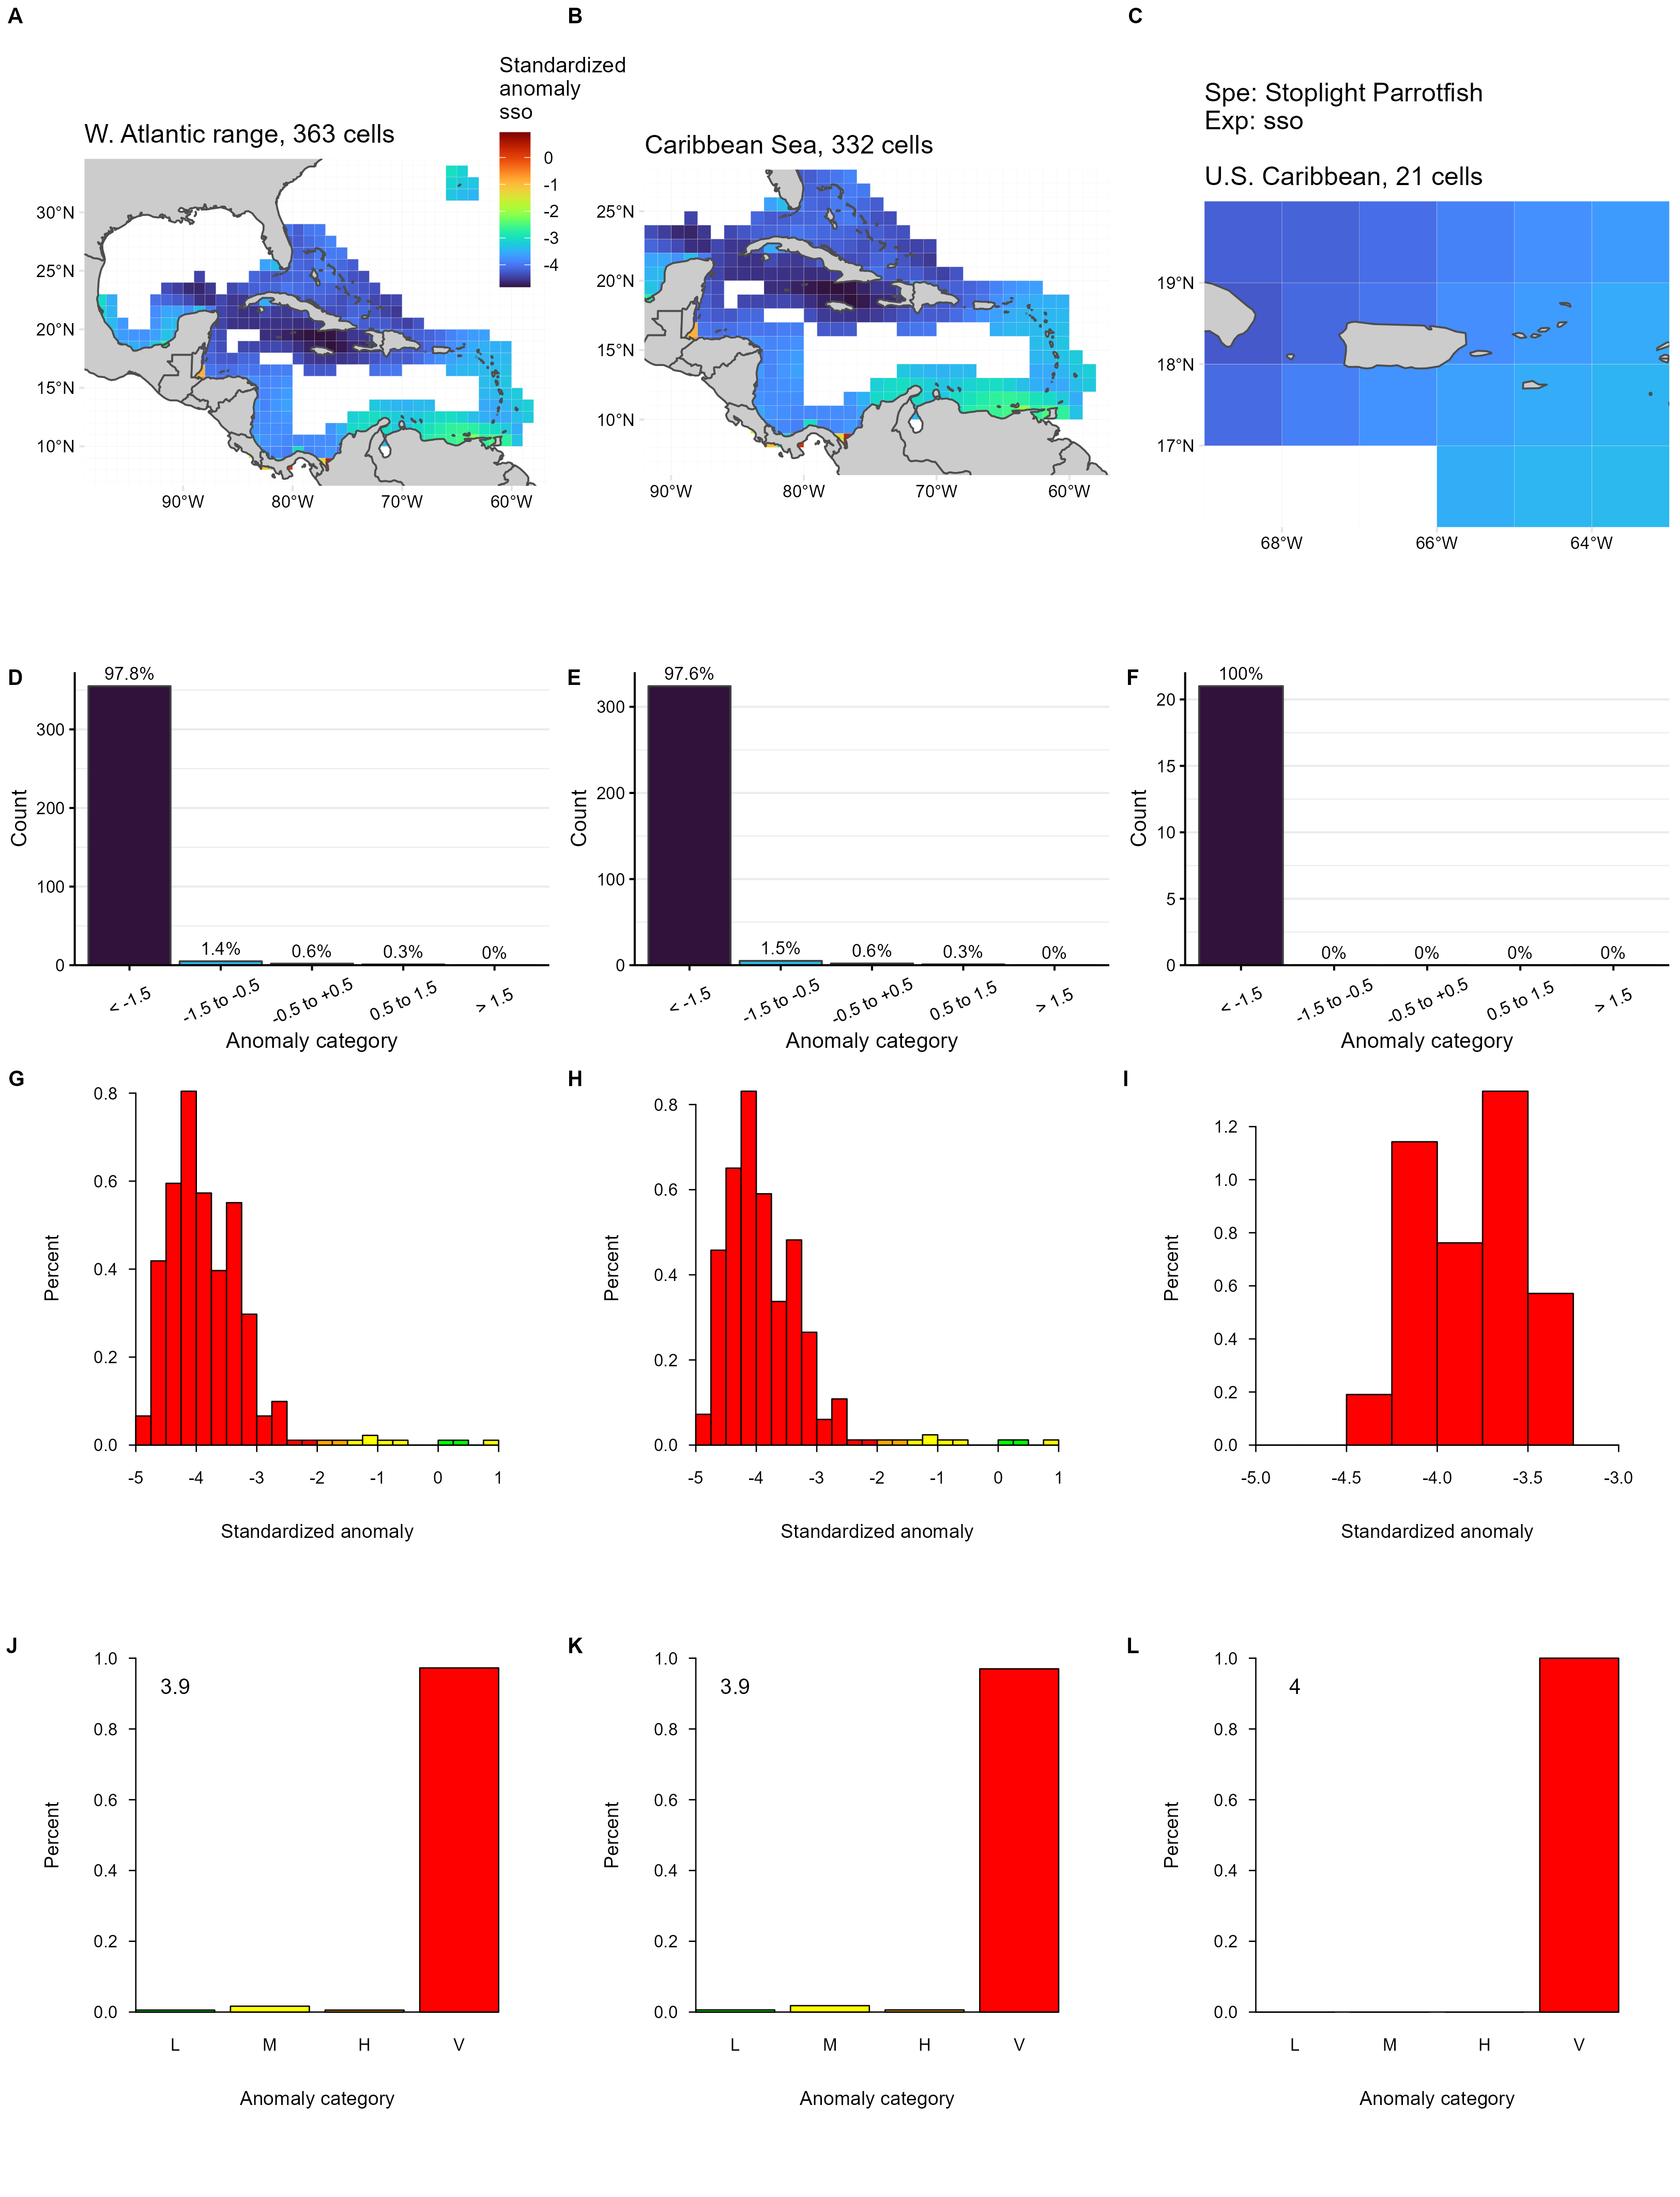 A
B
C
Standardized
anomaly
sso
0
-1
-2
-3
-4
W. Atlantic range, 363 cells
30°N
25°N
20°N
15°N
10°N
90°W
80°W
70°W
60°W
Caribbean Sea, 332 cells
25°N
20°N
15°N
10°N
90°W
80°W
70°W
60°W
Spe: Stoplight Parrotfish
Exp: sso
U.S. Caribbean, 21 cells
19°N
18°N
17°N
68°W
66°W
64°W
D
97.8%
1.4%
0.6%
0.3%
0%
300
200
100
0
Count
< -1.5
-1.5 to -0.5
-0.5 to +0.5
0.5 to 1.5
> 1.5
Anomaly category
E
97.6%
1.5%
0.6%
0.3%
0%
300
200
100
0
Count
< -1.5
-1.5 to -0.5
-0.5 to +0.5
0.5 to 1.5
> 1.5
Anomaly category
F
100%
0%
0%
0%
0%
20
15
10
5
0
Count
< -1.5
-1.5 to -0.5
-0.5 to +0.5
0.5 to 1.5
> 1.5
Anomaly category
G
0.8
0.6
0.4
0.2
0.0
Percent
-5
-4
-3
-2
-1
0
1
Standardized anomaly
H
0.8
0.6
0.4
0.2
0.0
Percent
-5
-4
-3
-2
-1
0
1
Standardized anomaly
I
1.2
1.0
0.8
0.6
0.4
0.2
0.0
Percent
-5.0
-4.5
-4.0
-3.5
-3.0
Standardized anomaly
J
3.9
1.0
0.8
0.6
0.4
0.2
0.0
Percent
L
M
H
V
Anomaly category
K
3.9
1.0
0.8
0.6
0.4
0.2
0.0
Percent
L
M
H
V
Anomaly category
L
4
1.0
0.8
0.6
0.4
0.2
0.0
Percent
L
M
H
V
Anomaly category